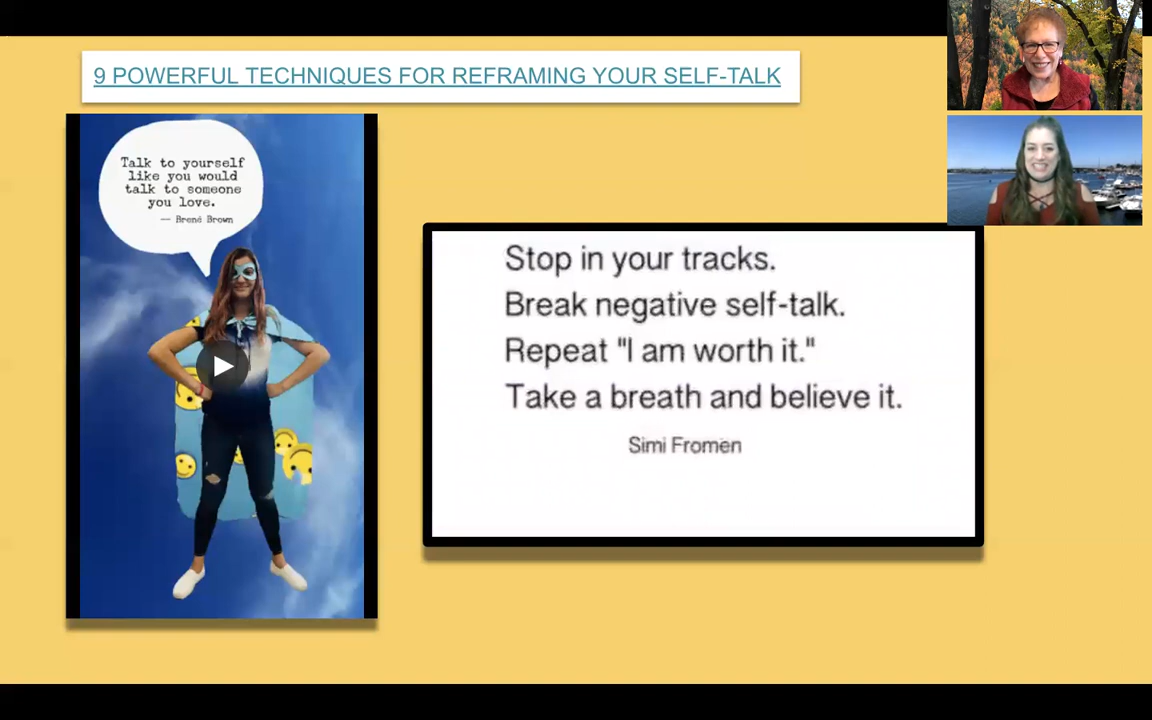 9 POWERFUL TECHNIQUES FOR REFRAMING YOUR SELF-TALK
Talk to yourself
like you would
talk to someone
you love.
— Brené Brown
Stop in your tracks.
Break negative self-talk.
Repeat "I am worth it."
Take a breath and believe it.
Simi Fromen